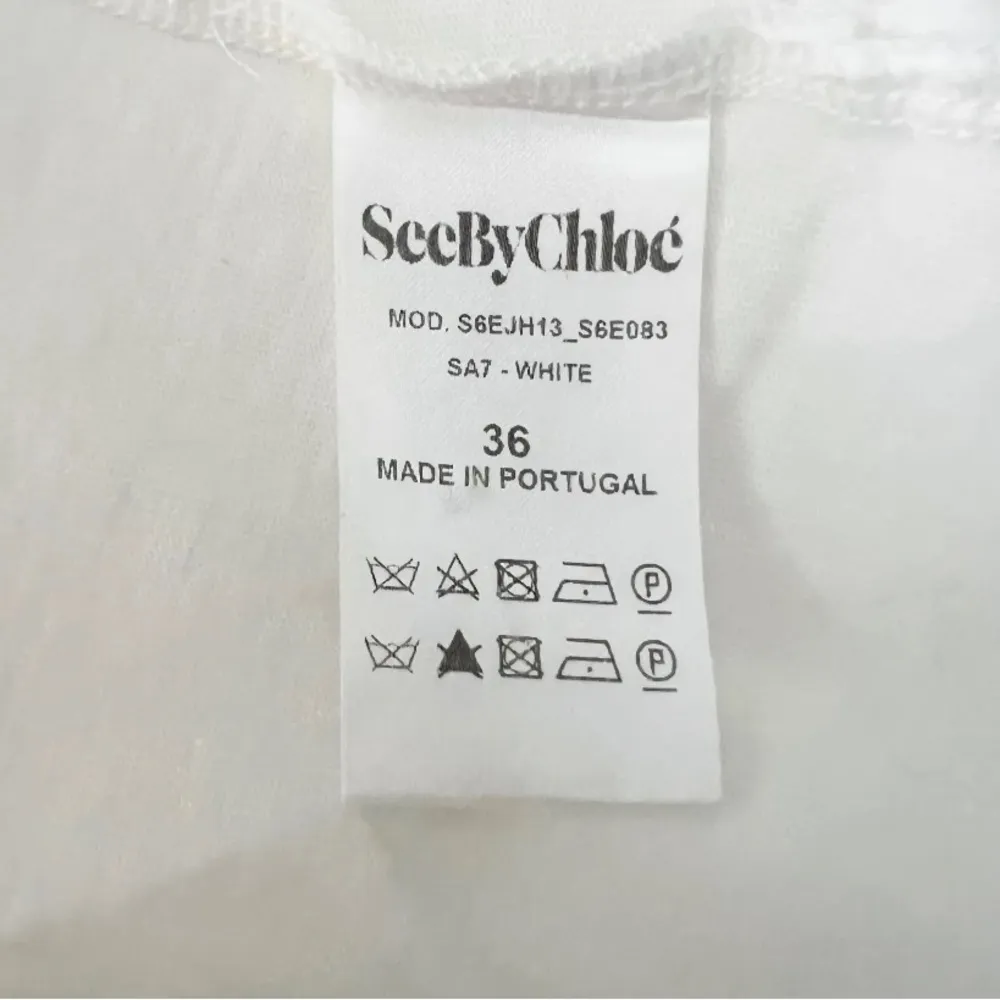 SeeByChloé
MOD. S6EJH13_S6E083
SA7 - WHITE
36
MADE IN PORTUGAL
P
P